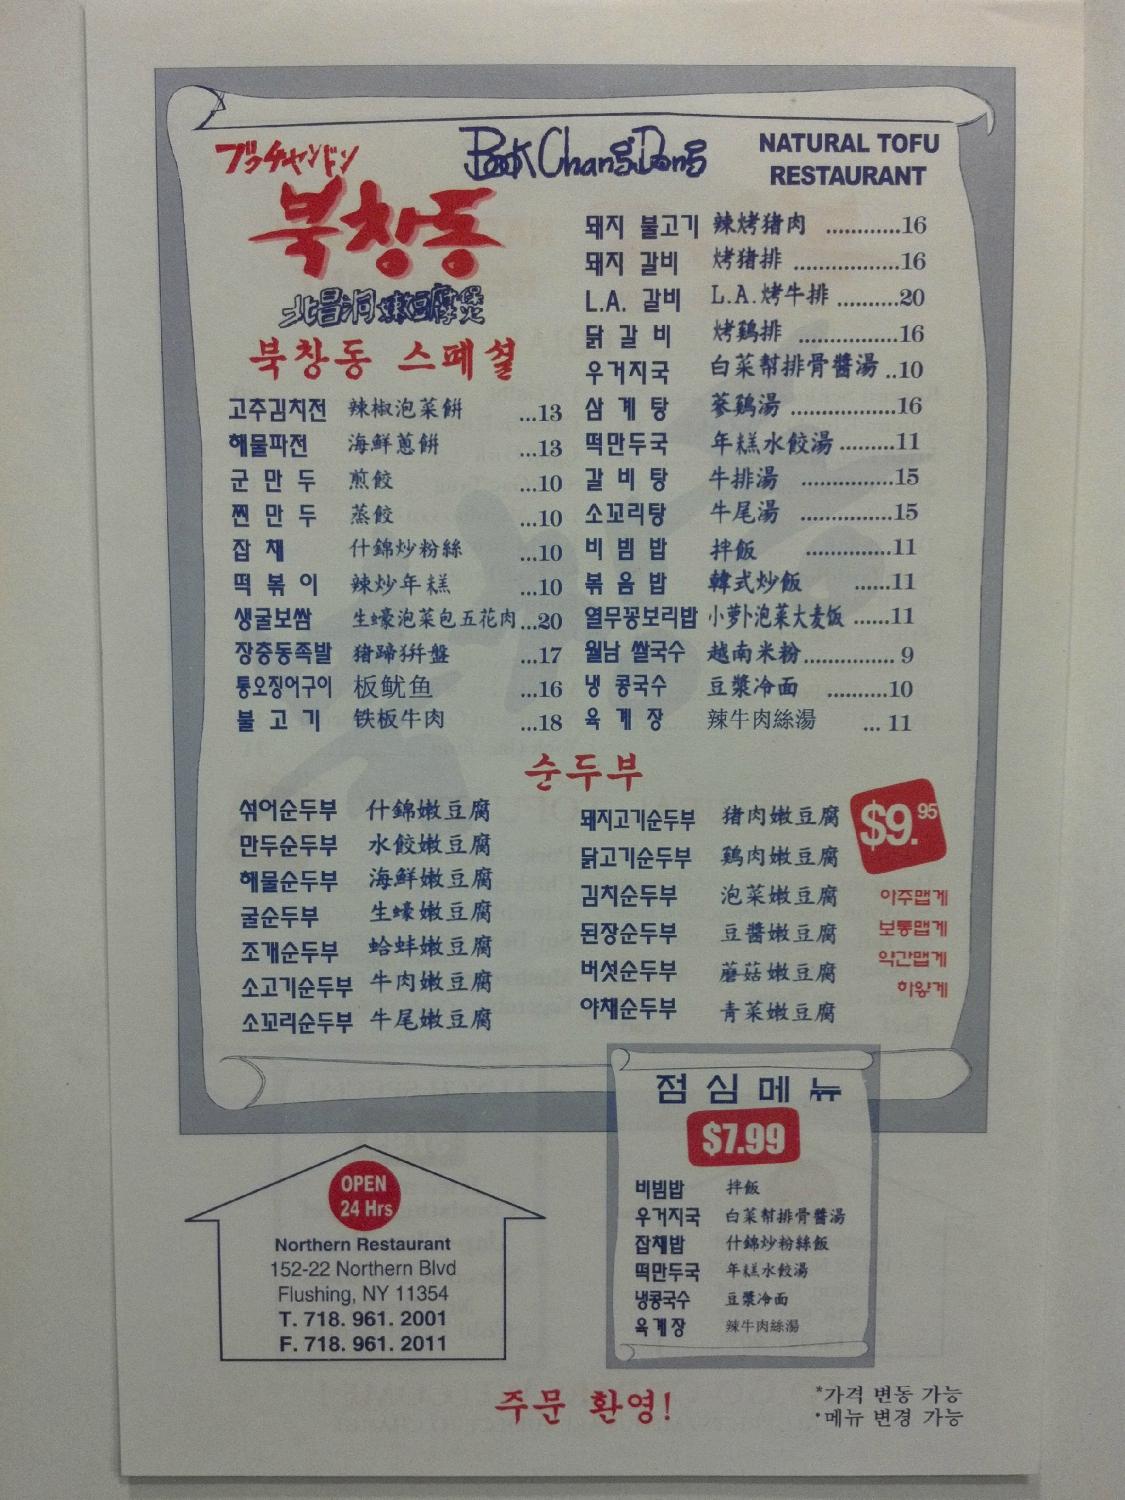 ブッチャンドン
BookChangDong
NATURAL TOFU
RESTAURANT
북창동
北昌洞嫩豆腐煲
북창동 스페셜
고추김치전 辣椒泡菜餠 ...13
해물파전 海鮮蔥餠 ...13
군만두 煎餃 ...10
찐만두 蒸餃 ...10
잡채 什錦炒粉絲 ...10
떡볶이 辣炒年糕 ...10
생굴보쌈 生蠔泡菜包五花肉...20
장충동족발 猪蹄拼盤 ...17
통오징어구이 板鱿鱼 ...16
불고기 铁板牛肉 ...18
돼지 불고기 辣烤猪肉 ............16
돼지 갈비 烤猪排 ................16
L.A. 갈비 L.A.烤牛排 ..........20
닭갈비 烤鷄排 .................16
우거지국 白菜幇排骨醬湯 ..10
삼계탕 蔘鷄湯 ..................16
떡만두국 年糕水餃湯.........11
갈비탕 牛排湯 ...............15
소꼬리탕 牛尾湯 ...............15
비빔밥 拌飯 ..............11
볶음밥 韓式炒飯 ......11
열무꽁보리밥 小萝卜泡菜大麦饭 ......11
월남 쌀국수 越南米粉............... 9
냉콩국수 豆漿冷面 ..........10
육게장 辣牛肉絲湯 ... 11
순두부
섞어순두부 什錦嫩豆腐
만두순두부 水餃嫩豆腐
해물순두부 海鮮嫩豆腐
굴순두부 生蠔嫩豆腐
조개순두부 蛤蚌嫩豆腐
소고기순두부 牛肉嫩豆腐
소꼬리순두부 牛尾嫩豆腐
돼지고기순두부 猪肉嫩豆腐
닭고기순두부 鷄肉嫩豆腐
김치순두부 泡菜嫩豆腐
된장순두부 豆醬嫩豆腐
버섯순두부 蘑菇嫩豆腐
야채순두부 青菜嫩豆腐
$9.95
아주맵게
보통맵게
약간맵게
하얗게
점심메뉴
$7.99
비빔밥 拌飯
우거지국 白菜幇排骨醬湯
잡채밥 什錦炒粉絲飯
떡만두국 年糕水餃湯
냉콩국수 豆漿冷面
육게장 辣牛肉絲湯
OPEN
24 Hrs
Northern Restaurant
152-22 Northern Blvd
Flushing, NY 11354
T. 718. 961. 2001
F. 718. 961. 2011
주문 환영!
*가격 변동 가능
·메뉴 변경 가능